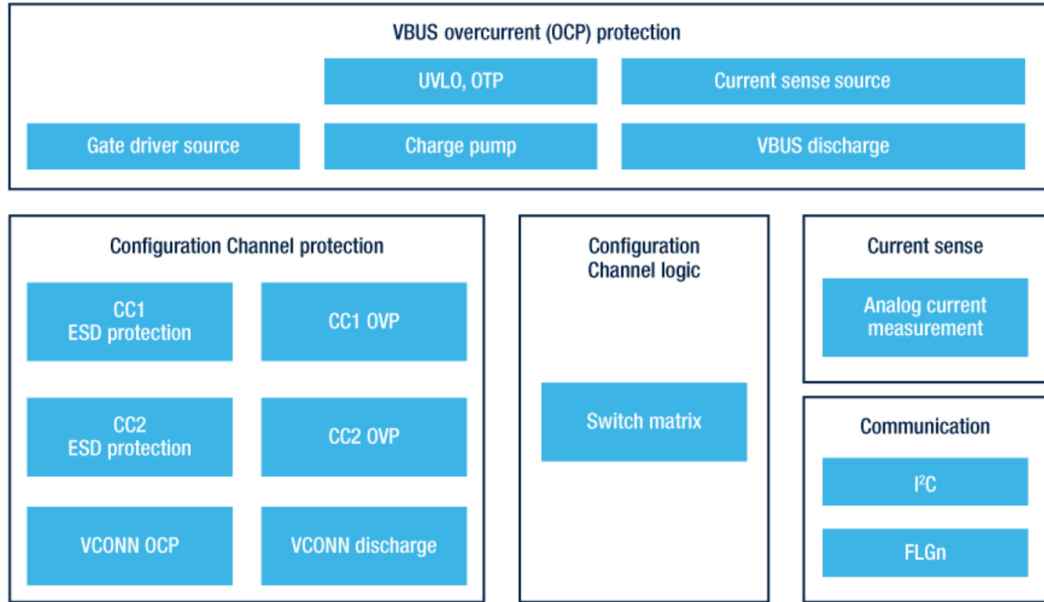 VBUS overcurrent (OCP) protection
UVLO, OTP
Current sense source
Gate driver source
Charge pump
VBUS discharge
Configuration Channel protection
CC1
ESD protection
CC1 OVP
CC2
ESD protection
CC2 OVP
VCONN OCP
VCONN discharge
Configuration
Channel logic
Switch matrix
Current sense
Analog current
measurement
Communication
I²C
FLGn